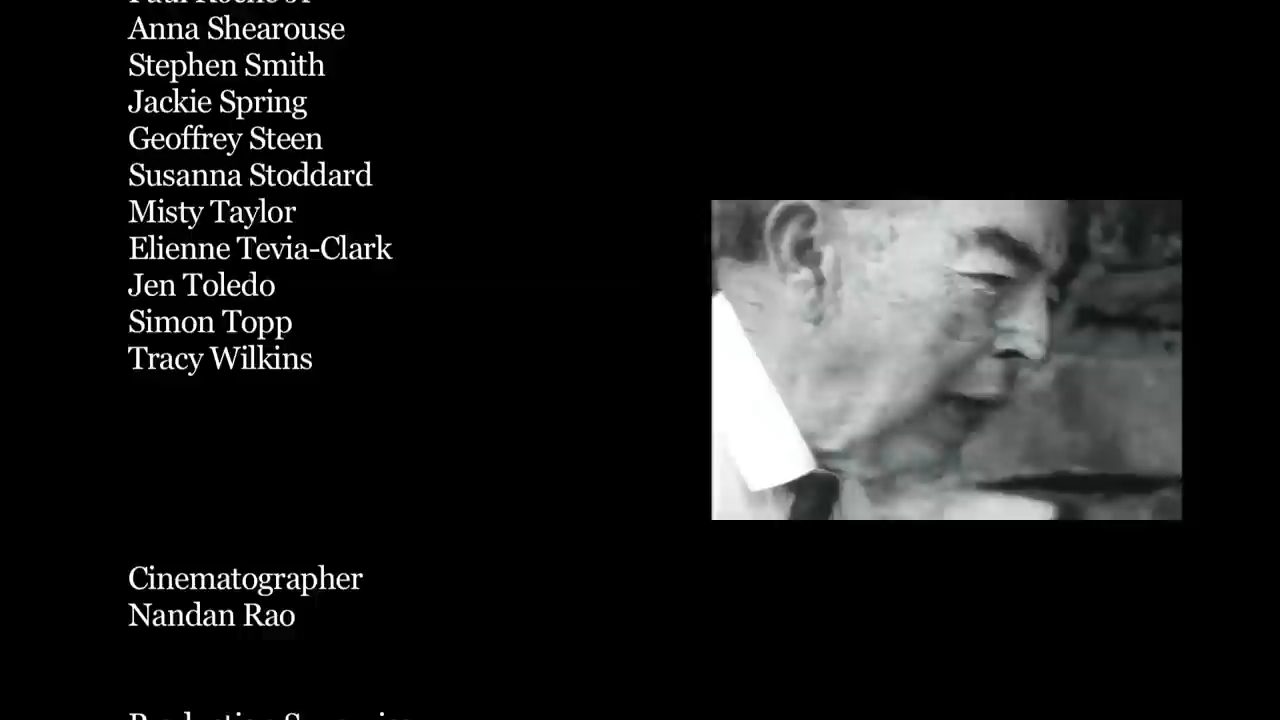 Anna Shearouse
Stephen Smith
Jackie Spring
Geoffrey Steen
Susanna Stoddard
Misty Taylor
Elienne Tevia-Clark
Jen Toledo
Simon Topp
Tracy Wilkins
Cinematographer
Nandan Rao